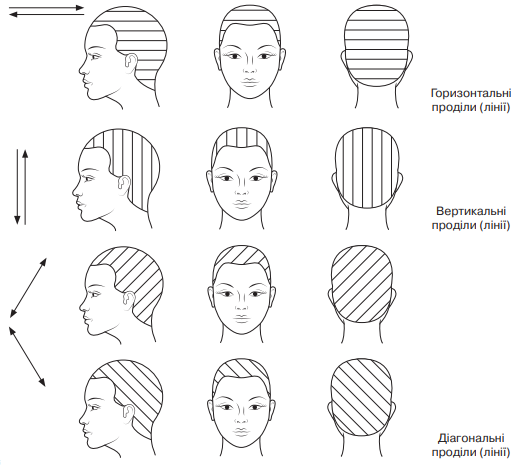 Горизонтальні
проділи (лінії)
Вертикальні
проділи (лінії)
Діагональні
проділи (лінії)